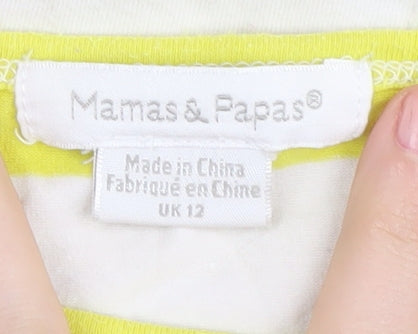 Mamas & Papas®
Made in China
Fabriqué en Chine
UK 12